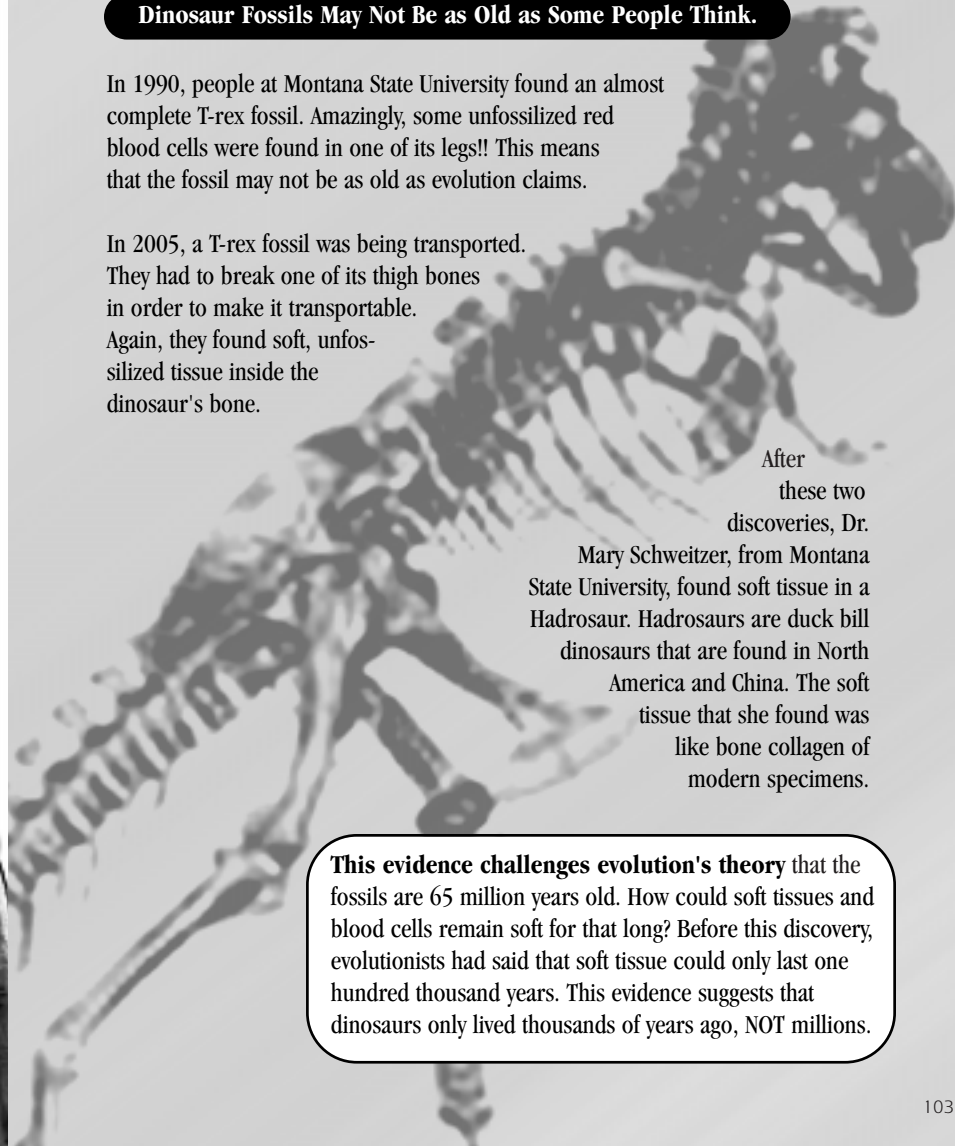 Dinosaur Fossils May Not Be as Old as Some People Think.
In 1990, people at Montana State University found an almost
complete T-rex fossil. Amazingly, some unfossilized red
blood cells were found in one of its legs!! This means
that the fossil may not be as old as evolution claims.
In 2005, a T-rex fossil was being transported.
They had to break one of its thigh bones
in order to make it transportable.
Again, they found soft, unfos-
silized tissue inside the
dinosaur's bone.
After
these two
discoveries, Dr.
Mary Schweitzer, from Montana
State University, found soft tissue in a
Hadrosaur. Hadrosaurs are duck bill
dinosaurs that are found in North
America and China. The soft
tissue that she found was
like bone collagen of
modern specimens.
This evidence challenges evolution's theory that the
fossils are 65 million years old. How could soft tissues and
blood cells remain soft for that long? Before this discovery,
evolutionists had said that soft tissue could only last one
hundred thousand years. This evidence suggests that
dinosaurs only lived thousands of years ago, NOT millions.
103